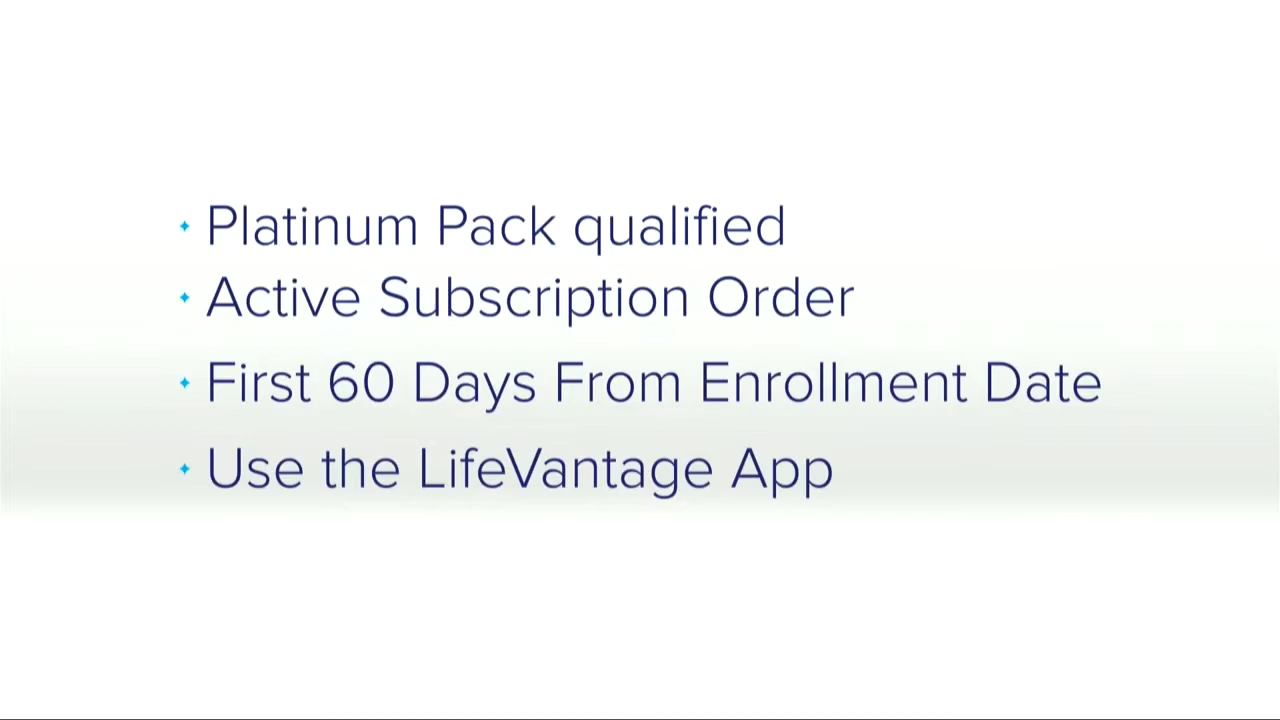 Platinum Pack qualified
Active Subscription Order
First 60 Days From Enrollment Date
Use the LifeVantage App